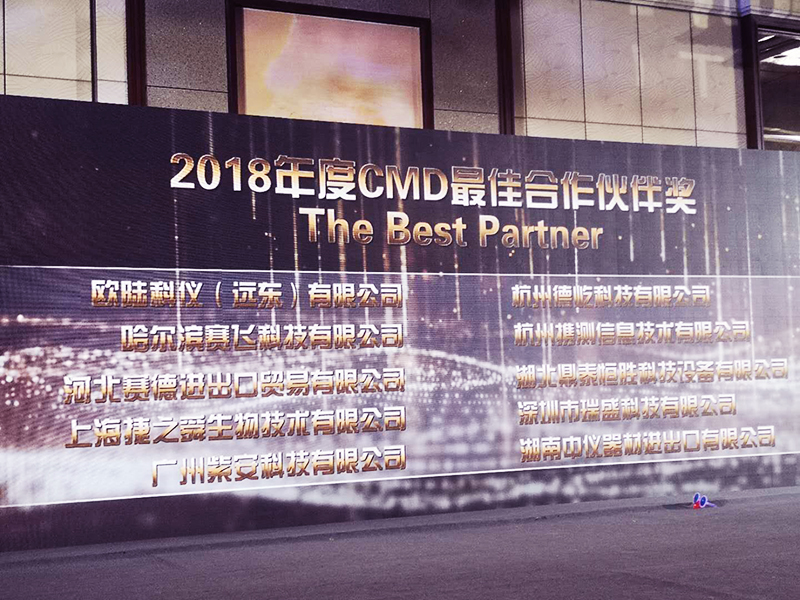 2018年度CMD最佳合作伙伴奖
The Best Partner
欧陆科仪（远东）有限公司
哈尔滨赛飞科技有限公司
河北赛德进出口贸易有限公司
上海捷之舜生物技术有限公司
广州紫安科技有限公司
杭州德屹科技有限公司
杭州携测信息技术有限公司
湖北鼎泰恒胜科技设备有限公司
深圳市瑞盛科技有限公司
湖南中仪器材进出口有限公司